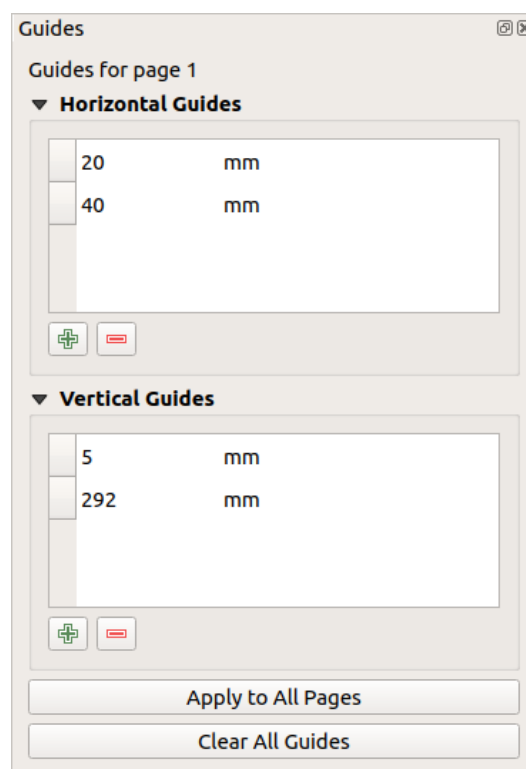 Guides
Guides for page 1
Horizontal Guides
20 mm
40 mm
Vertical Guides
5 mm
292 mm
Apply to All Pages
Clear All Guides